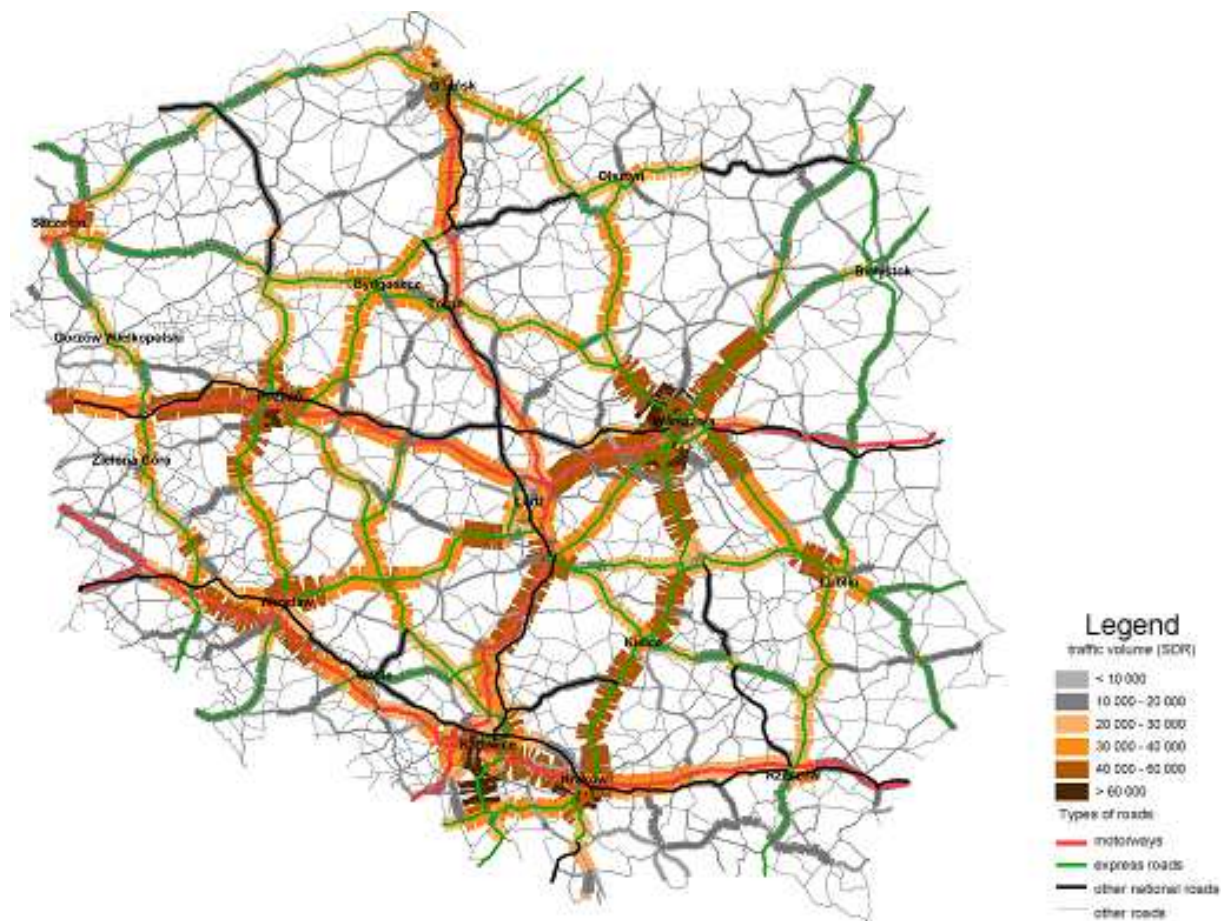 Gdańsk
Olsztyn
Szczecin
Białystok
Bydgoszcz
Toruń
Gorzów Wielkopolski
Poznań
Warszawa
Zielona Góra
Łódź
Wrocław
Lublin
Kielce
Opole
Katowice
Kraków
Rzeszów
Legend
traffic volume (SDR)
< 10 000
10 000 - 20 000
20 000 - 30 000
30 000 - 40 000
40 000 - 60 000
> 60 000
Types of roads
motorways
express roads
other national roads
other roads